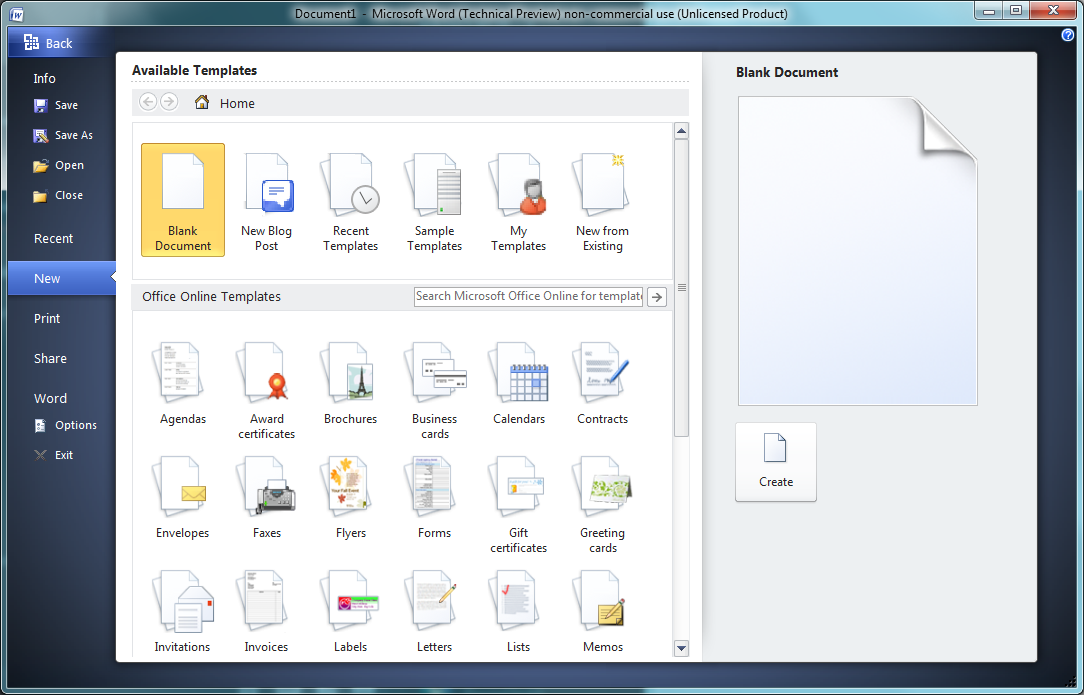 Document1 - Microsoft Word (Technical Preview) non-commercial use (Unlicensed Product)
Back
Info
Save
Save As
Open
Close
Recent
New
Print
Share
Word
Options
Exit
Available Templates
Home
Blank
Document
New Blog
Post
Recent
Templates
Sample
Templates
My
Templates
New from
Existing
Office Online Templates
Search Microsoft Office Online for templat
Agendas
Award
certificates
Brochures
Business
cards
Calendars
Contracts
Envelopes
Faxes
Flyers
Forms
Gift
certificates
Greeting
cards
Invitations
Invoices
Labels
Letters
Lists
Memos
Blank Document
Create